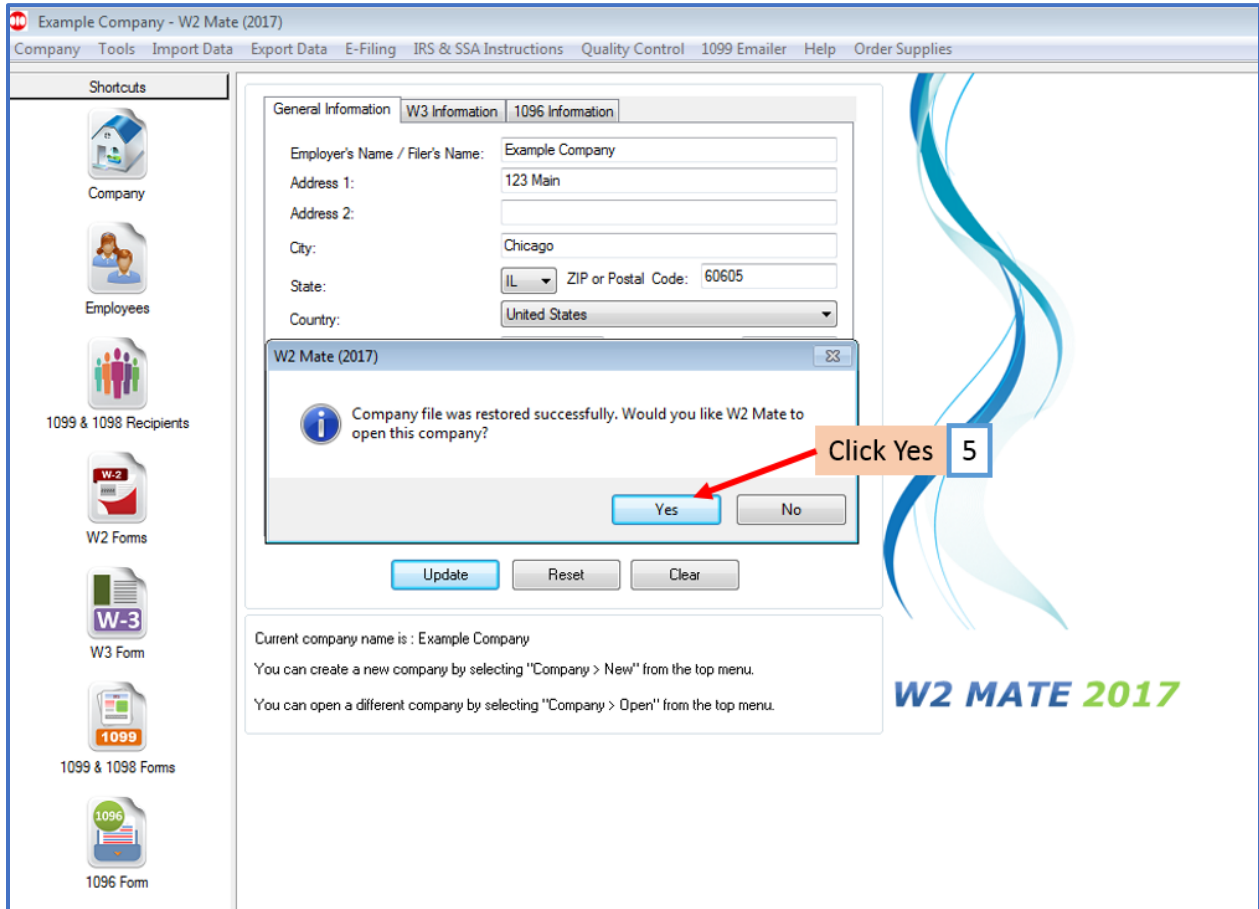 Example Company - W2 Mate (2017)
Company Tools Import Data Export Data E-Filing IRS & SSA Instructions Quality Control 1099 Emailer Help Order Supplies
Shortcuts
Company
Employees
1099 & 1098 Recipients
W-2
W2 Forms
W-3
W3 Form
1099
1099 & 1098 Forms
1096
1096 Form
General Information W3 Information 1096 Information
Employer's Name / Filer's Name: Example Company
Address 1: 123 Main
Address 2:
City: Chicago
State: IL ZIP or Postal Code: 60605
Country: United States
W2 Mate (2017)
Company file was restored successfully. Would you like W2 Mate to
open this company?
Yes No
Click Yes 5
Update Reset Clear
Current company name is : Example Company
You can create a new company by selecting "Company > New" from the top menu.
You can open a different company by selecting "Company > Open" from the top menu.
W2 MATE 2017